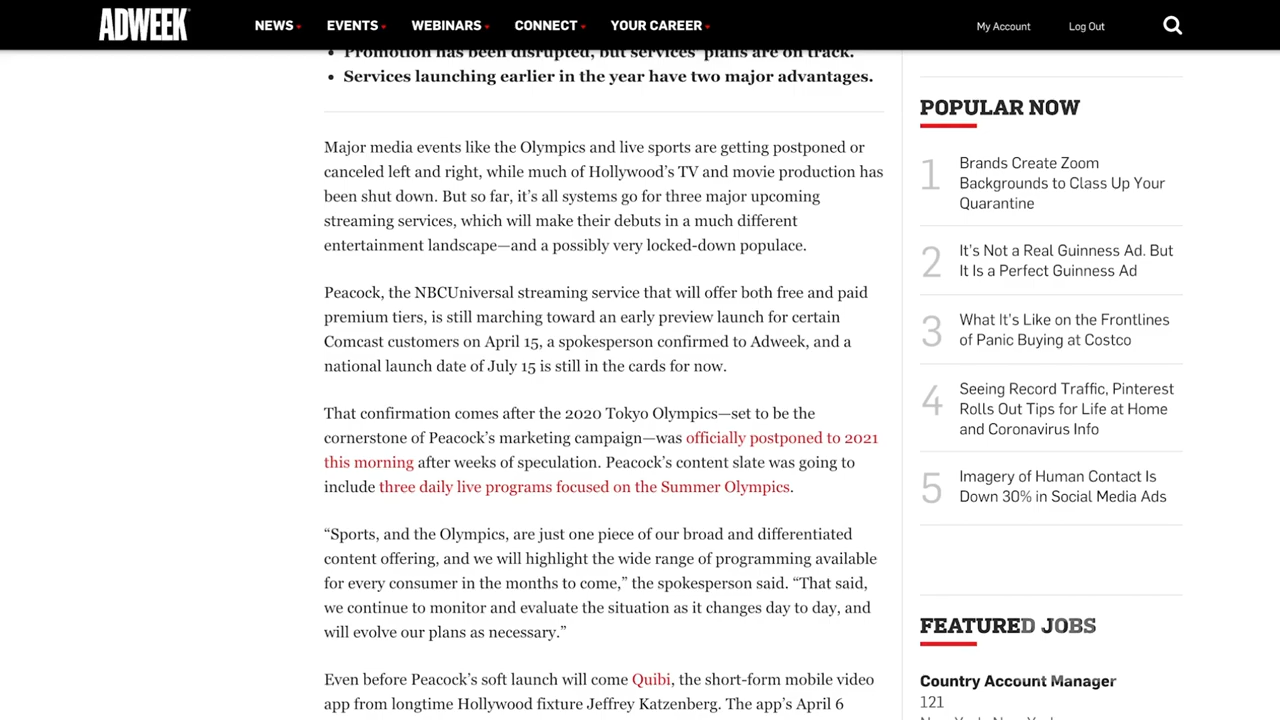 ADWEEK
NEWS
EVENTS
WEBINARS
CONNECT
YOUR CAREER
My Account
Log Out
• Promotion has been disrupted, but services' plans are on track.
• Services launching earlier in the year have two major advantages.
Major media events like the Olympics and live sports are getting postponed or
canceled left and right, while much of Hollywood’s TV and movie production has
been shut down. But so far, it’s all systems go for three major upcoming
streaming services, which will make their debuts in a much different
entertainment landscape—and a possibly very locked-down populace.
Peacock, the NBCUniversal streaming service that will offer both free and paid
premium tiers, is still marching toward an early preview launch for certain
Comcast customers on April 15, a spokesperson confirmed to Adweek, and a
national launch date of July 15 is still in the cards for now.
That confirmation comes after the 2020 Tokyo Olympics—set to be the
cornerstone of Peacock’s marketing campaign—was officially postponed to 2021
this morning after weeks of speculation. Peacock’s content slate was going to
include three daily live programs focused on the Summer Olympics.
“Sports, and the Olympics, are just one piece of our broad and differentiated
content offering, and we will highlight the wide range of programming available
for every consumer in the months to come,” the spokesperson said. “That said,
we continue to monitor and evaluate the situation as it changes day to day, and
will evolve our plans as necessary.”
Even before Peacock’s soft launch will come Quibi, the short-form mobile video
app from longtime Hollywood fixture Jeffrey Katzenberg. The app’s April 6
POPULAR NOW
1
Brands Create Zoom
Backgrounds to Class Up Your
Quarantine
2
It’s Not a Real Guinness Ad. But
It Is a Perfect Guinness Ad
3
What It’s Like on the Frontlines
of Panic Buying at Costco
4
Seeing Record Traffic, Pinterest
Rolls Out Tips for Life at Home
and Coronavirus Info
5
Imagery of Human Contact Is
Down 30% in Social Media Ads
FEATURED JOBS
Country Account Manager
121
New York, New York